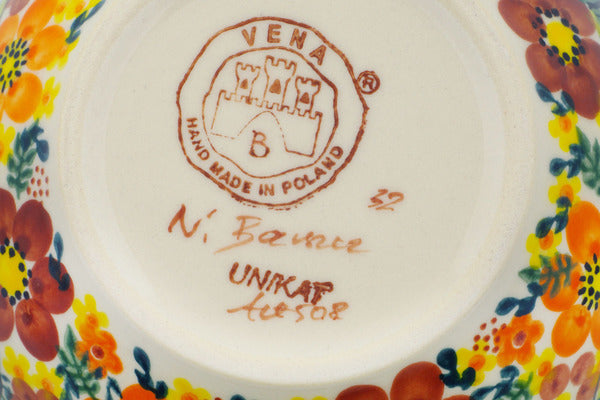 VENA
®
B
HAND MADE IN POLAND
32
N.
UNIKAT